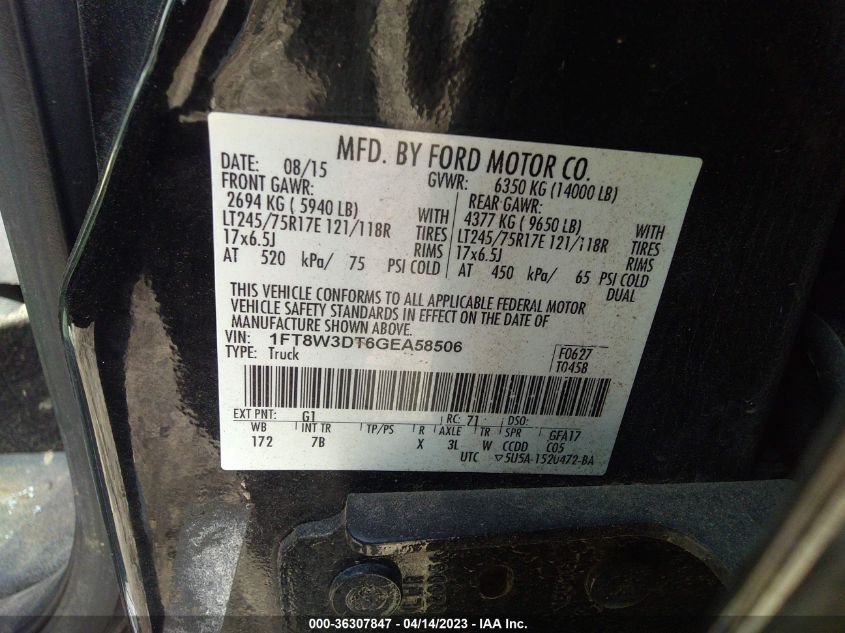 MFD. BY FORD MOTOR CO.
DATE: 08/15 GVWR: 6350 KG (14000 LB)
FRONT GAWR: REAR GAWR:
2694 KG ( 5940 LB) WITH 4377 KG ( 9650 LB) WITH
LT245/75R17E 121/118R TIRES LT245/75R17E 121/118R TIRES
17x6.5J RIMS 17x6.5J RIMS
AT 520 kPa/ 75 PSI COLD AT 450 kPa/ 65 PSI COLD
DUAL
THIS VEHICLE CONFORMS TO ALL APPLICABLE FEDERAL MOTOR
VEHICLE SAFETY STANDARDS IN EFFECT ON THE DATE OF
MANUFACTURE SHOWN ABOVE.
VIN: 1FT8W3DT6GEA58506 F0627
TYPE: Truck T0458
EXT PNT: G1 RC: 71 DSO:
WB INT TR TP/PS R AXLE TR SPR GFA17
172 7B X 3L W CCDD C05
UTC ▽5U5A-1520472-BA
000-36307847 - 04/14/2023 - IAA Inc.